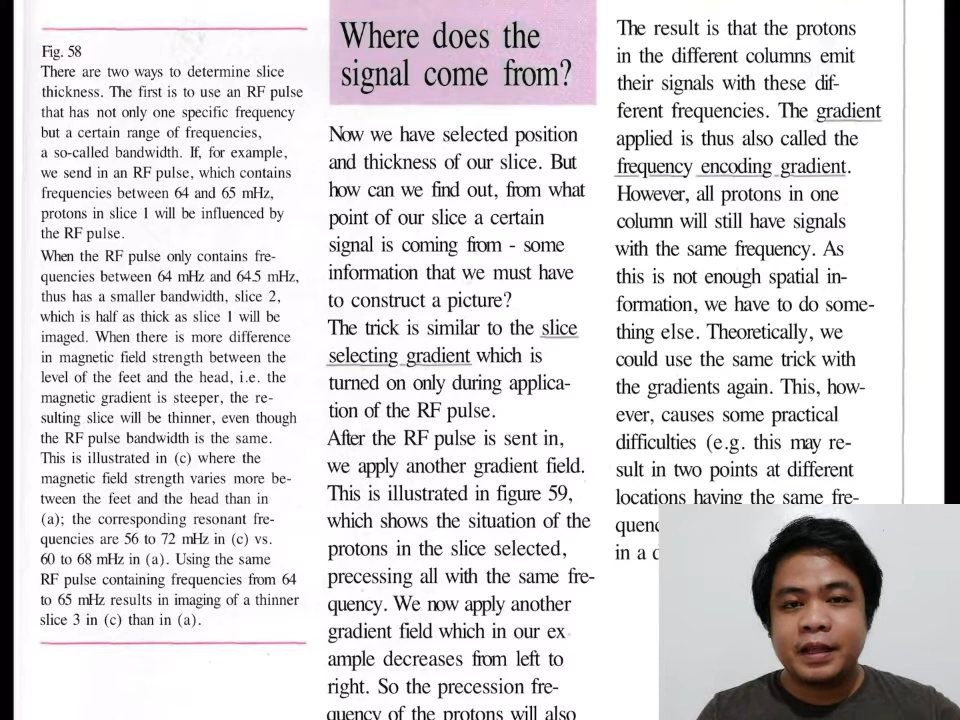 Fig. 58
There are two ways to determine slice
thickness. The first is to use an RF pulse
that has not only one specific frequency
but a certain range of frequencies,
a so-called bandwidth. If, for example,
we send in an RF pulse, which contains
frequencies between 64 and 65 mHz,
protons in slice 1 will be influenced by
the RF pulse.
When the RF pulse only contains fre-
quencies between 64 mHz and 64.5 mHz,
thus has a smaller bandwidth, slice 2,
which is half as thick as slice 1 will be
imaged. When there is more difference
in magnetic field strength between the
level of the feet and the head, i.e. the
magnetic gradient is steeper, the re-
sulting slice will be thinner, even though
the RF pulse bandwidth is the same.
This is illustrated in (c) where the
magnetic field strength varies more be-
tween the feet and the head than in
(a); the corresponding resonant fre-
quencies are 56 to 72 mHz in (c) vs.
60 to 68 mHz in (a). Using the same
RF pulse containing frequencies from 64
to 65 mHz results in imaging of a thinner
slice 3 in (c) than in (a).
Where does the
signal come from?
Now we have selected position
and thickness of our slice. But
how can we find out, from what
point of our slice a certain
signal is coming from - some
information that we must have
to construct a picture?
The trick is similar to the slice
selecting gradient which is
turned on only during applica-
tion of the RF pulse.
After the RF pulse is sent in,
we apply another gradient field.
This is illustrated in figure 59,
which shows the situation of the
protons in the slice selected,
precessing all with the same fre-
quency. We now apply another
gradient field which in our ex
ample decreases from left to
right. So the precession fre-
quency of the protons will also
The result is that the protons
in the different columns emit
their signals with these dif-
ferent frequencies. The gradient
applied is thus also called the
frequency encoding gradient.
However, all protons in one
column will still have signals
with the same frequency. As
this is not enough spatial in-
formation, we have to do some-
thing else. Theoretically, we
could use the same trick with
the gradients again. This, how-
ever, causes some practical
difficulties (e.g. this may re-
sult in two points at different
locations having the same fre-
in a